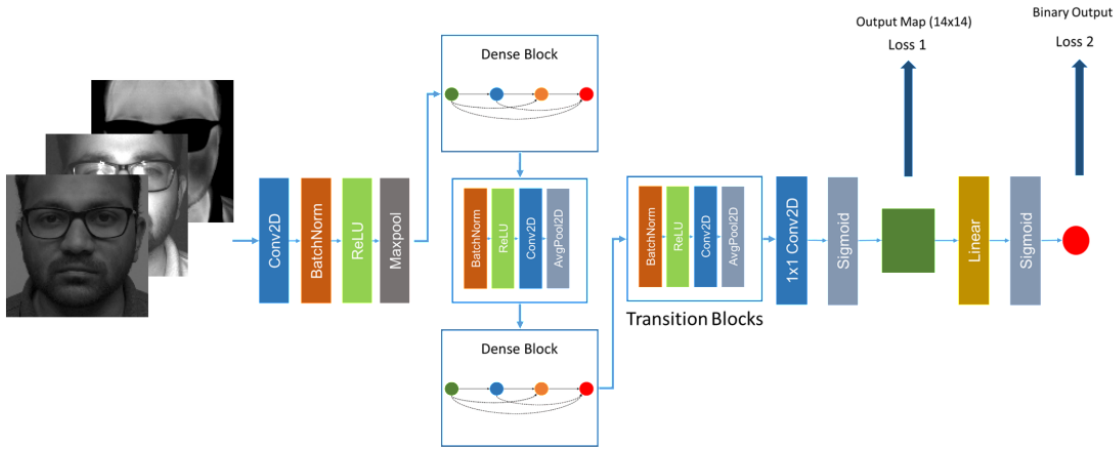 Output Map (14x14)
Loss 1
Binary Output
Loss 2
Dense Block
Conv2D
BatchNorm
ReLU
Maxpool
BatchNorm
ReLU
Conv2D
AvgPool2D
Dense Block
BatchNorm
ReLU
Conv2D
AvgPool2D
Transition Blocks
1x1 Conv2D
Sigmoid
Linear
Sigmoid